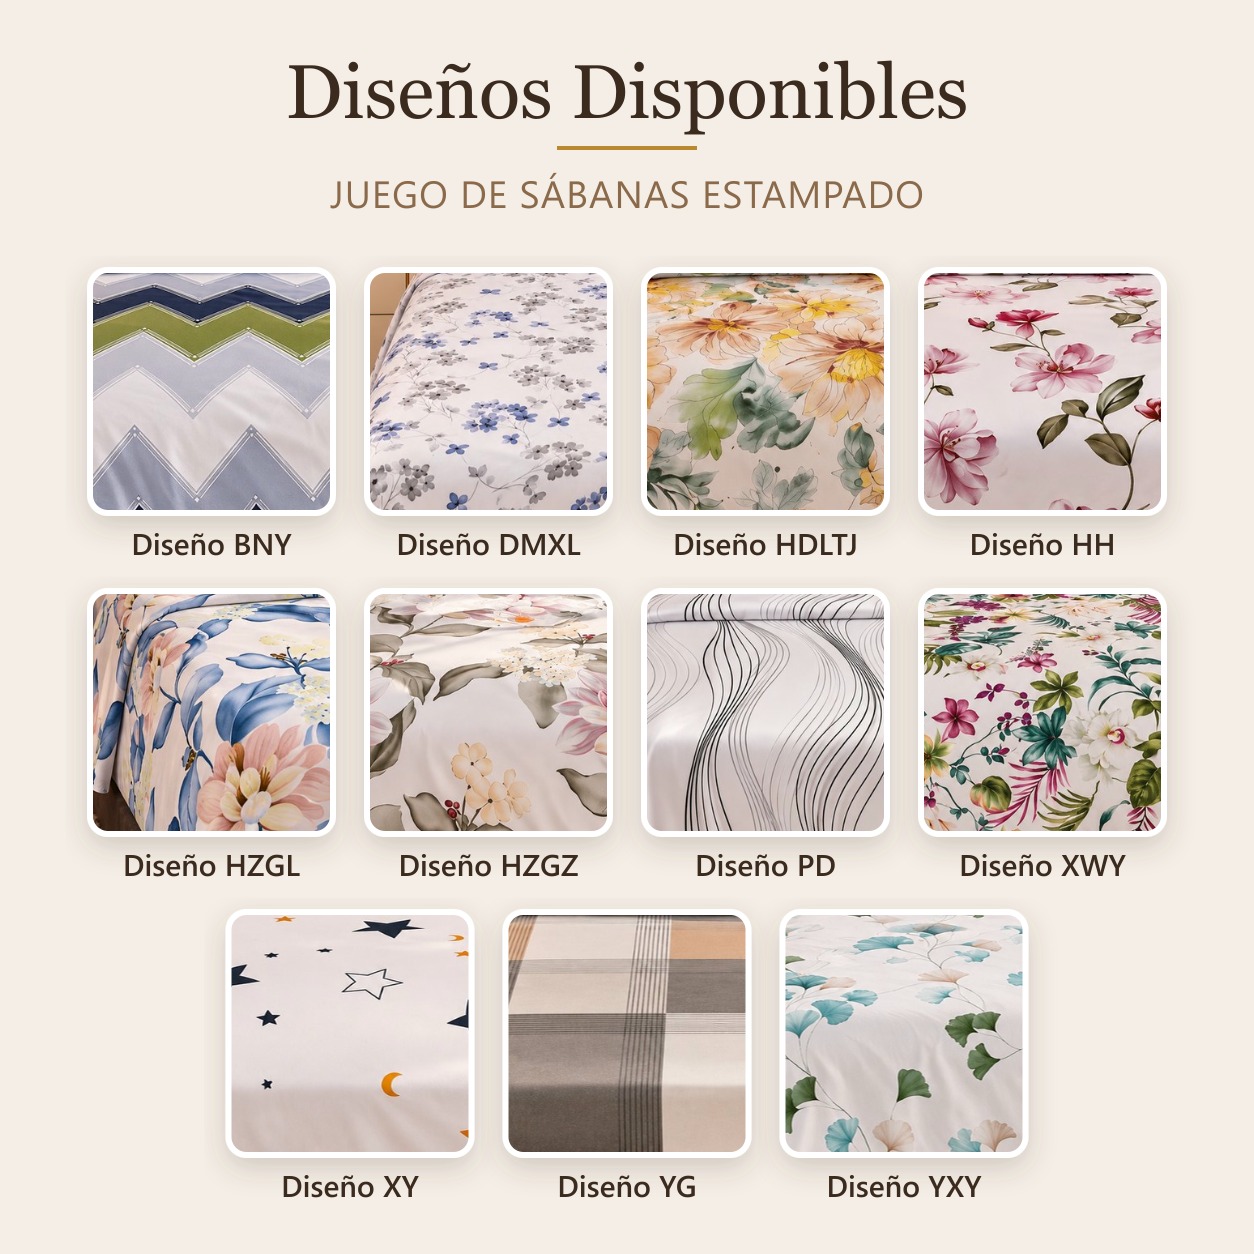 Diseños Disponibles
JUEGO DE SÁBANAS ESTAMPADO
Diseño BNY
Diseño DMXL
Diseño HDLTJ
Diseño HH
Diseño HZGL
Diseño HZGZ
Diseño PD
Diseño XWY
Diseño XY
Diseño YG
Diseño YXY